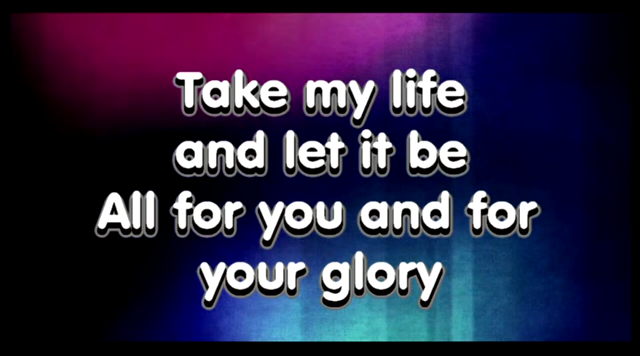 Take my life
and let it be
All for you and for
your glory